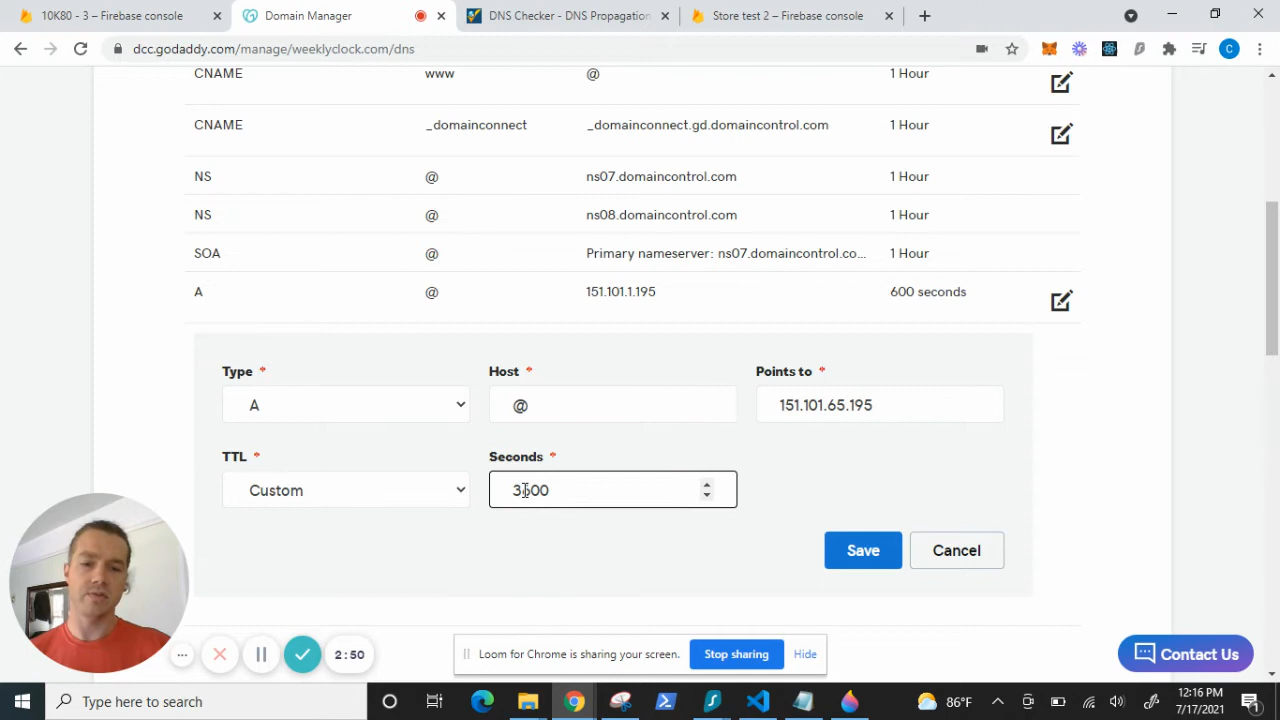 10K80 - 3 – Firebase console
Domain Manager
DNS Checker - DNS Propagation
Store test 2 – Firebase console
dcc.godaddy.com/manage/weeklyclock.com/dns
C
CNAME www @ 1 Hour
CNAME _domainconnect _domainconnect.gd.domaincontrol.com 1 Hour
NS @ ns07.domaincontrol.com 1 Hour
NS @ ns08.domaincontrol.com 1 Hour
SOA @ Primary nameserver: ns07.domaincontrol.co... 1 Hour
A @ 151.101.1.195 600 seconds
Type * Host * Points to *
A @ 151.101.65.195
TTL * Seconds *
Custom 3600
Save Cancel
2:50
Loom for Chrome is sharing your screen. Stop sharing Hide
Contact Us
Type here to search
86°F
12:16 PM
7/17/2021
1